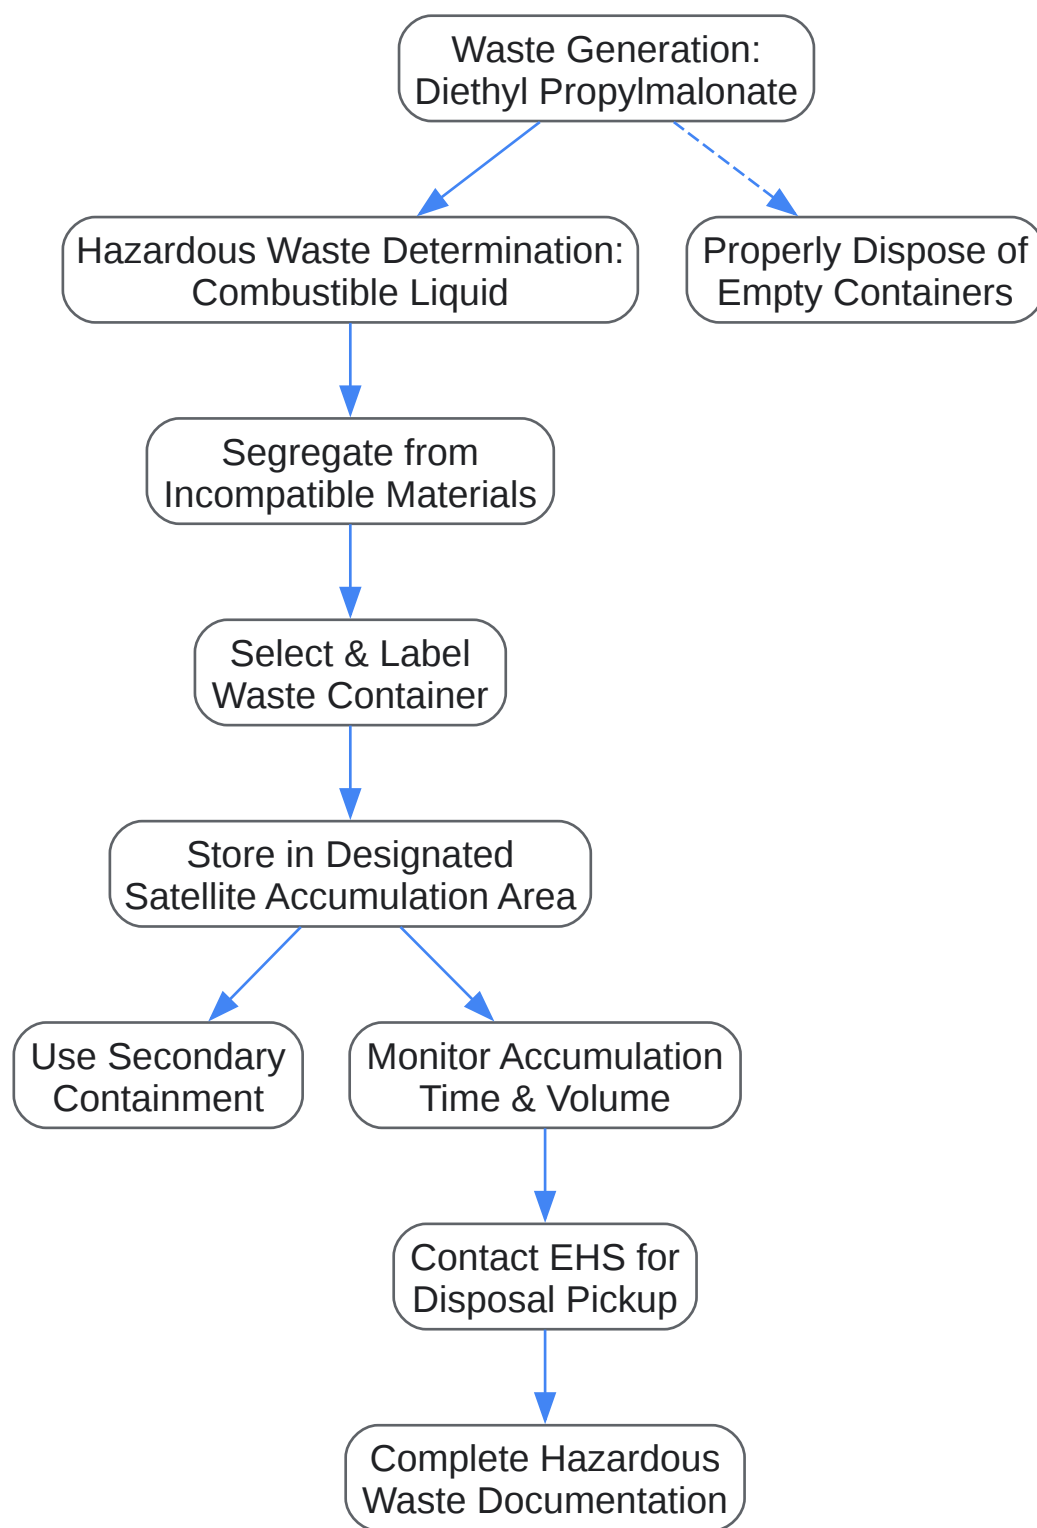 Waste Generation:
Diethyl Propylmalonate
Hazardous Waste Determination:
Combustible Liquid
Properly Dispose of
Empty Containers
Segregate from
Incompatible Materials
Select & Label
Waste Container
Store in Designated
Satellite Accumulation Area
Use Secondary
Containment
Monitor Accumulation
Time & Volume
Contact EHS for
Disposal Pickup
Complete Hazardous
Waste Documentation